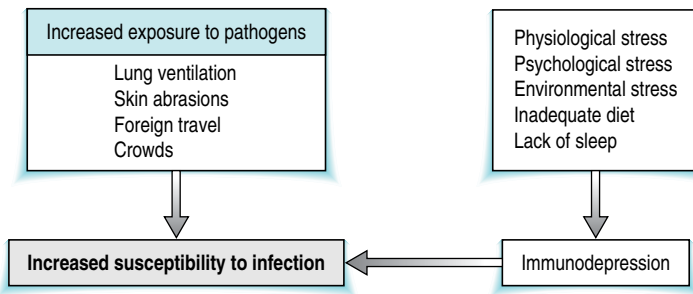 Increased exposure to pathogens
Lung ventilation
Skin abrasions
Foreign travel
Crowds
Physiological stress
Psychological stress
Environmental stress
Inadequate diet
Lack of sleep
Increased susceptibility to infection
Immunodepression